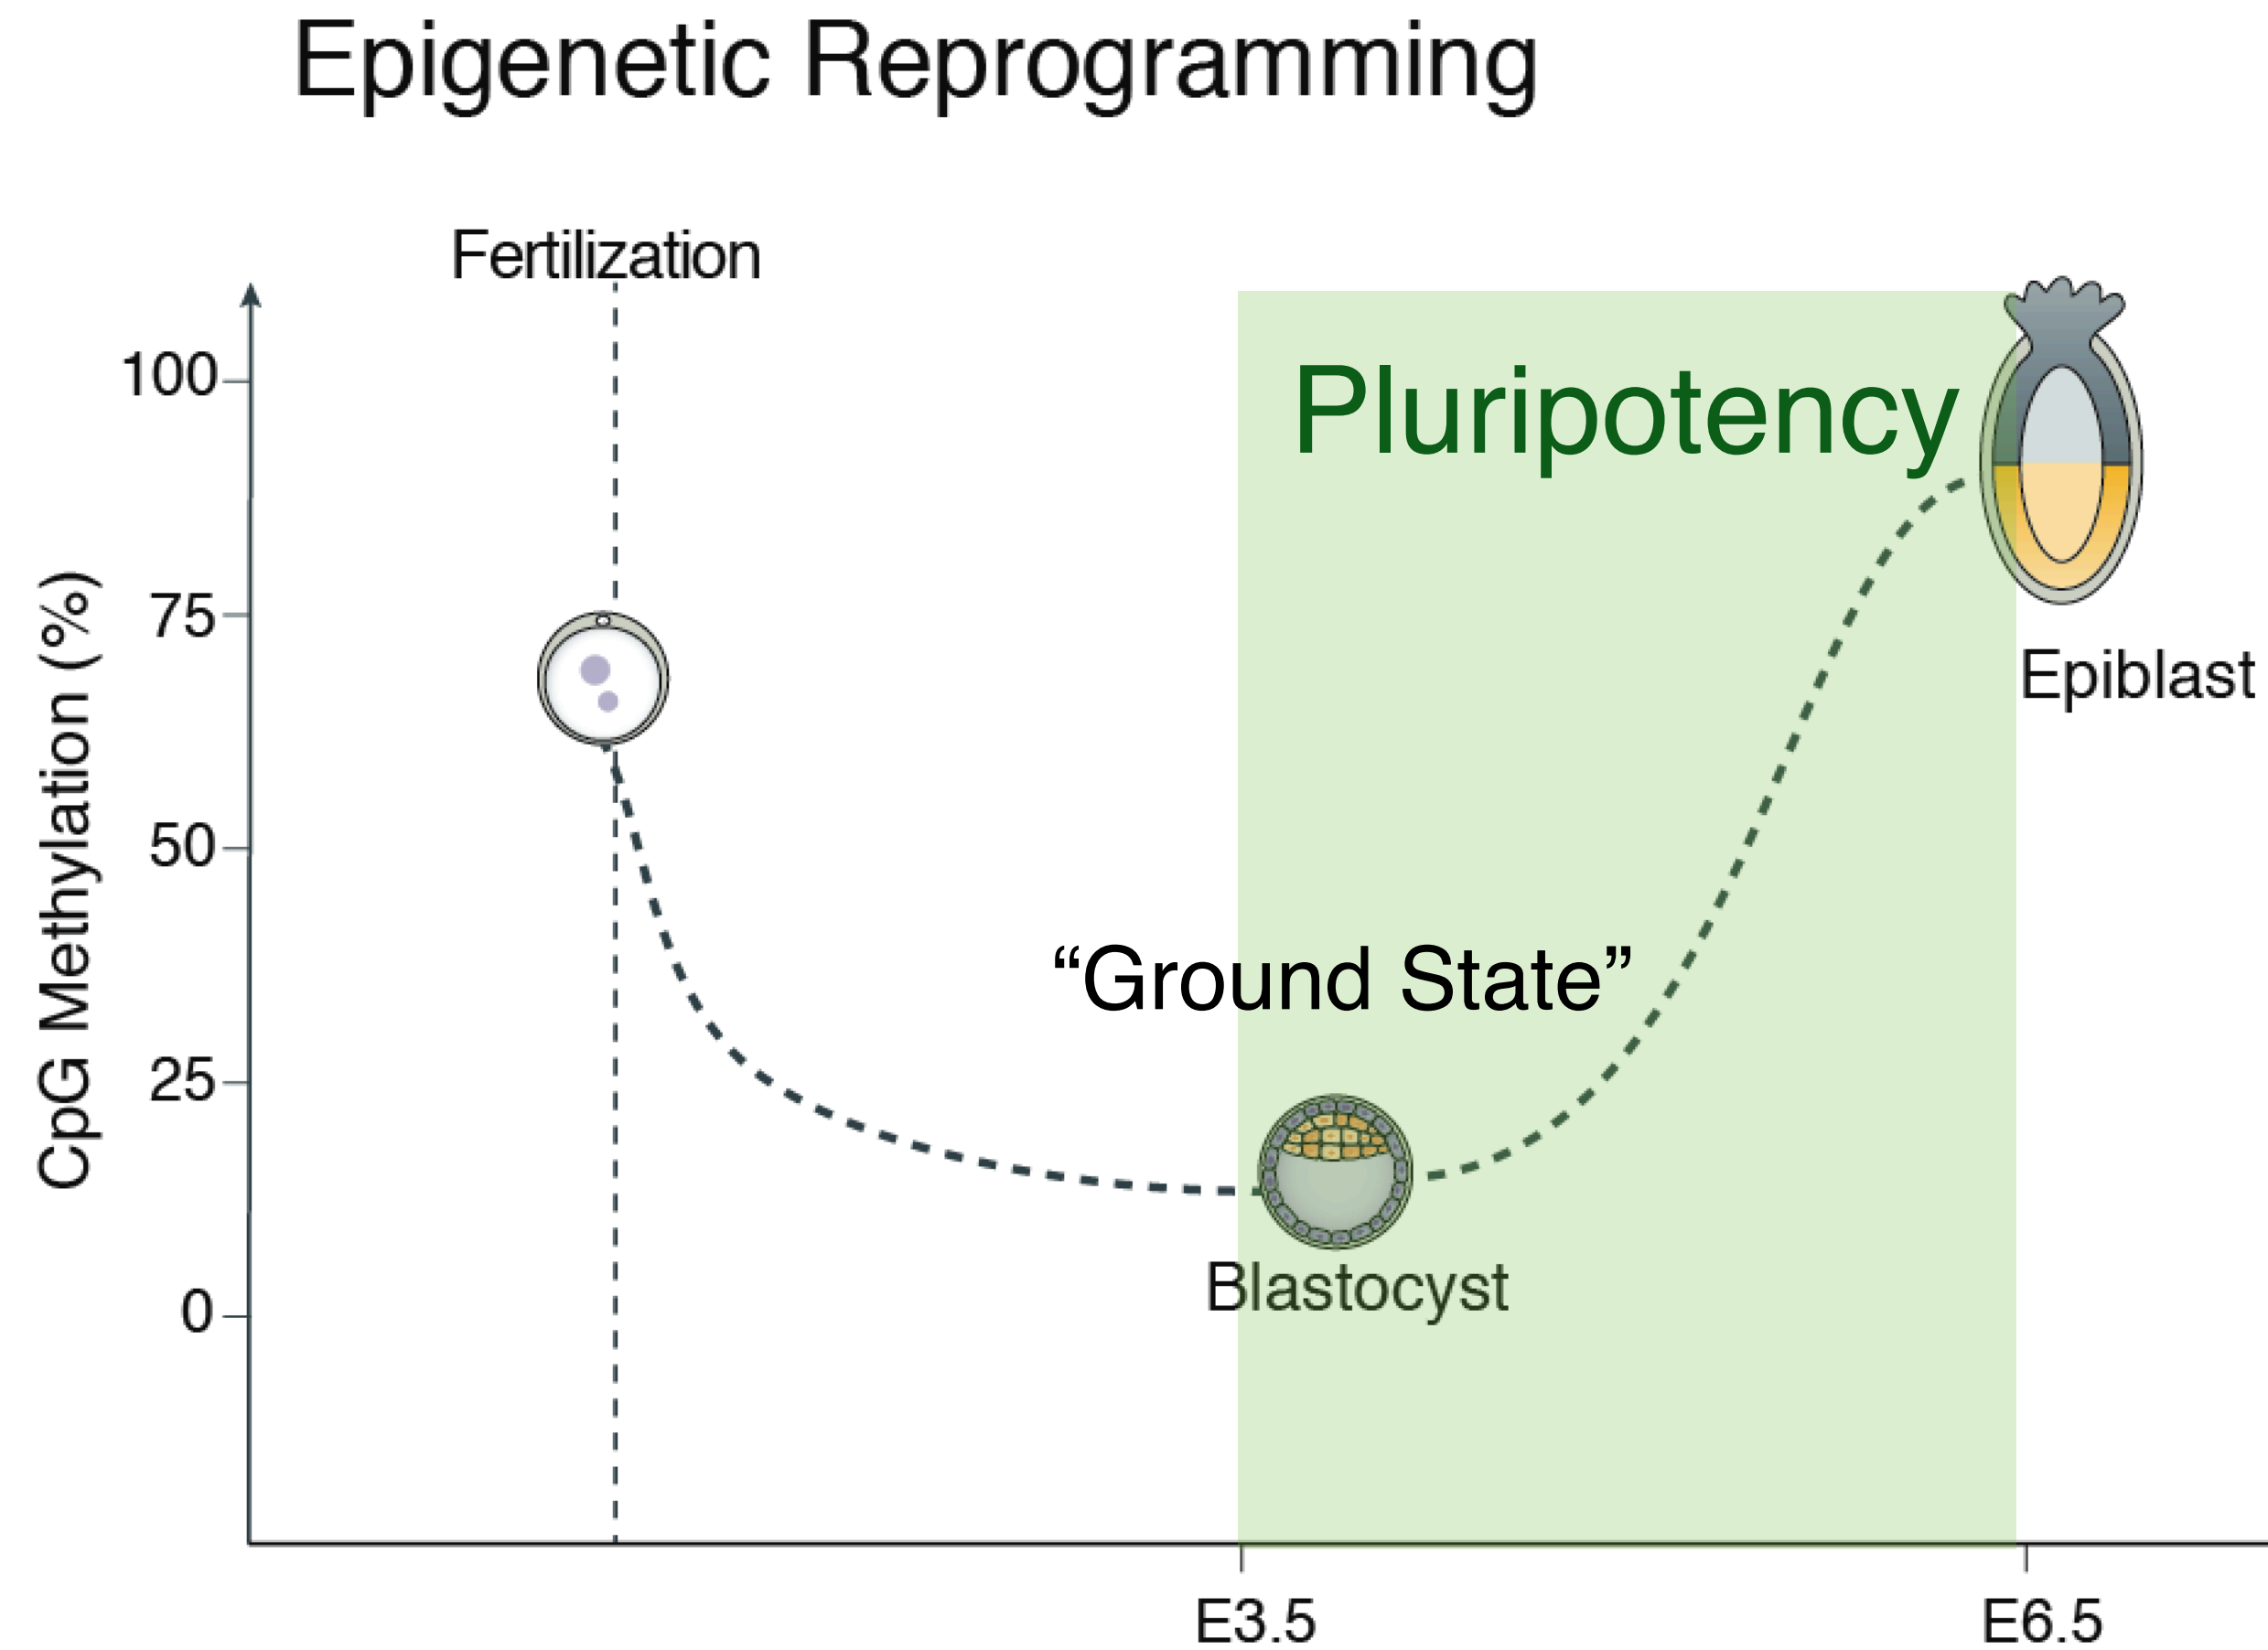 Epigenetic Reprogramming
Fertilization
100
75
50
25
0
CpG Methylation (%)
Pluripotency
Epiblast
“Ground State”
Blastocyst
E3.5
E6.5